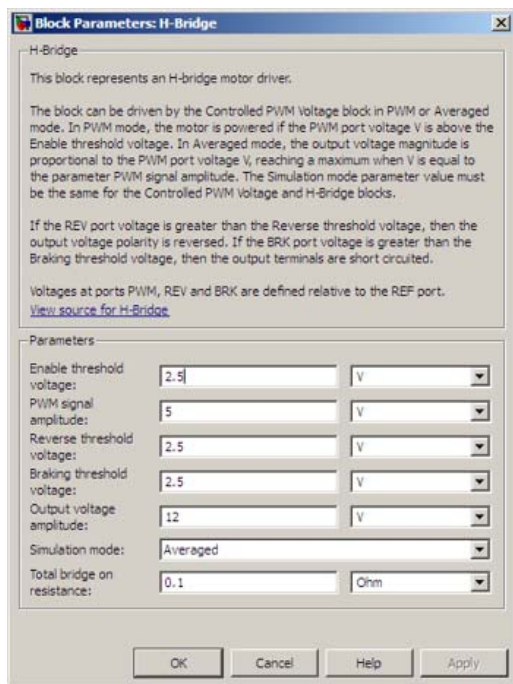 Block Parameters: H-Bridge
H-Bridge
This block represents an H-bridge motor driver.
The block can be driven by the Controlled PWM Voltage block in PWM or Averaged
mode. In PWM mode, the motor is powered if the PWM port voltage V is above the
Enable threshold voltage. In Averaged mode, the output voltage magnitude is
proportional to the PWM port voltage V, reaching a maximum when V is equal to
the parameter PWM signal amplitude. The Simulation mode parameter value must
be the same for the Controlled PWM Voltage and H-Bridge blocks.
If the REV port voltage is greater than the Reverse threshold voltage, then the
output voltage polarity is reversed. If the BRK port voltage is greater than the
Braking threshold voltage, then the output terminals are short circuited.
Voltages at ports PWM, REV and BRK are defined relative to the REF port.
View source for H-Bridge
Parameters
Enable threshold
voltage:
2.5
V
PWM signal
amplitude:
5
V
Reverse threshold
voltage:
2.5
V
Braking threshold
voltage:
2.5
V
Output voltage
amplitude:
12
V
Simulation mode:
Averaged
Total bridge on
resistance:
0.1
Ohm
OK
Cancel
Help
Apply